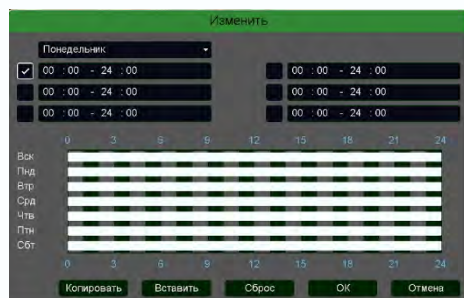 Изменить
Понедельник
00 :00 - 24 :00 00 :00 - 24 :00
00 :00 - 24 :00 00 :00 - 24 :00
00 :00 - 24 :00 00 :00 - 24 :00
0 3 6 9 12 15 18 21 24
Вск
Пнд
Втр
Срд
Чтв
Птн
Сбт
0 3 6 9 12 15 18 21 24
Копировать Вставить Сброс ОК Отмена